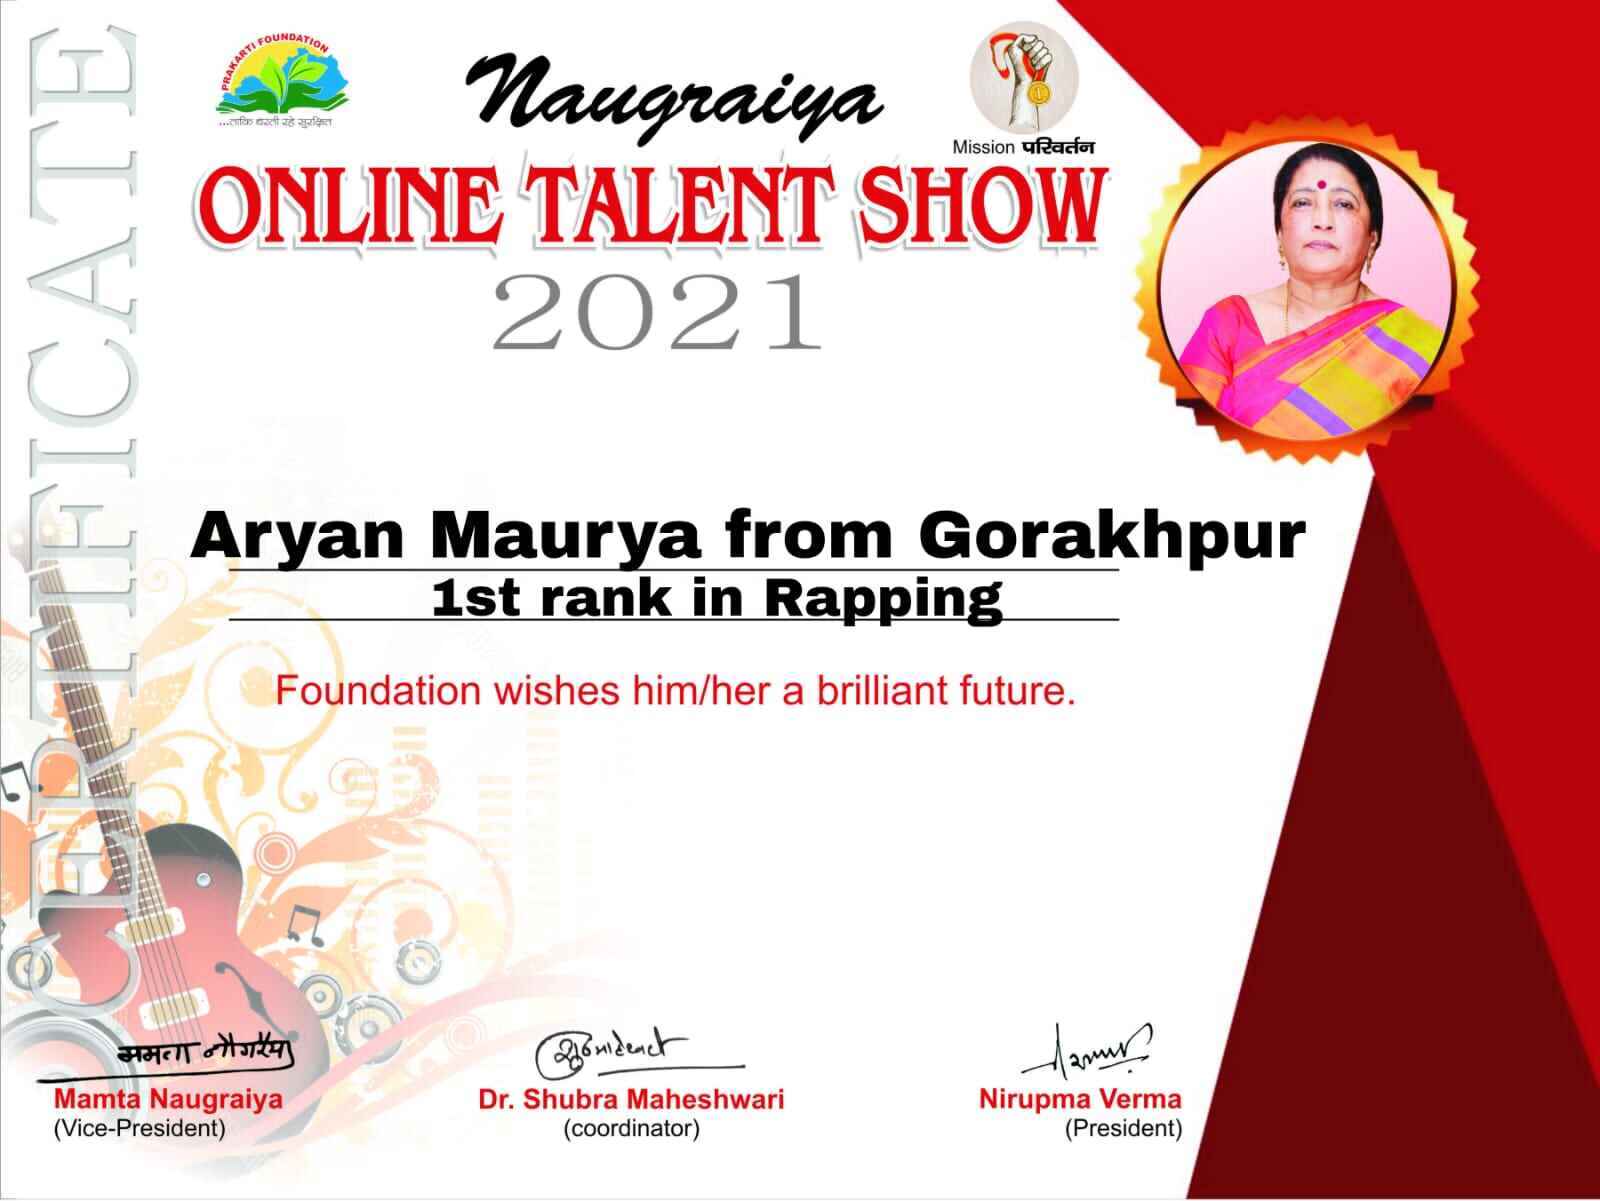 CERTIFICATE
PRAKARTI FOUNDATION
...ताकि धरती रहे सुरक्षित
Naugraiya
Mission परिवर्तन
ONLINE TALENT SHOW
2021
Aryan Maurya from Gorakhpur
1st rank in Rapping
Foundation wishes him/her a brilliant future.
ममता नौगरैया
Mamta Naugraiya
(Vice-President)
Dr. Shubra Maheshwari
(coordinator)
Nirupma Verma
(President)